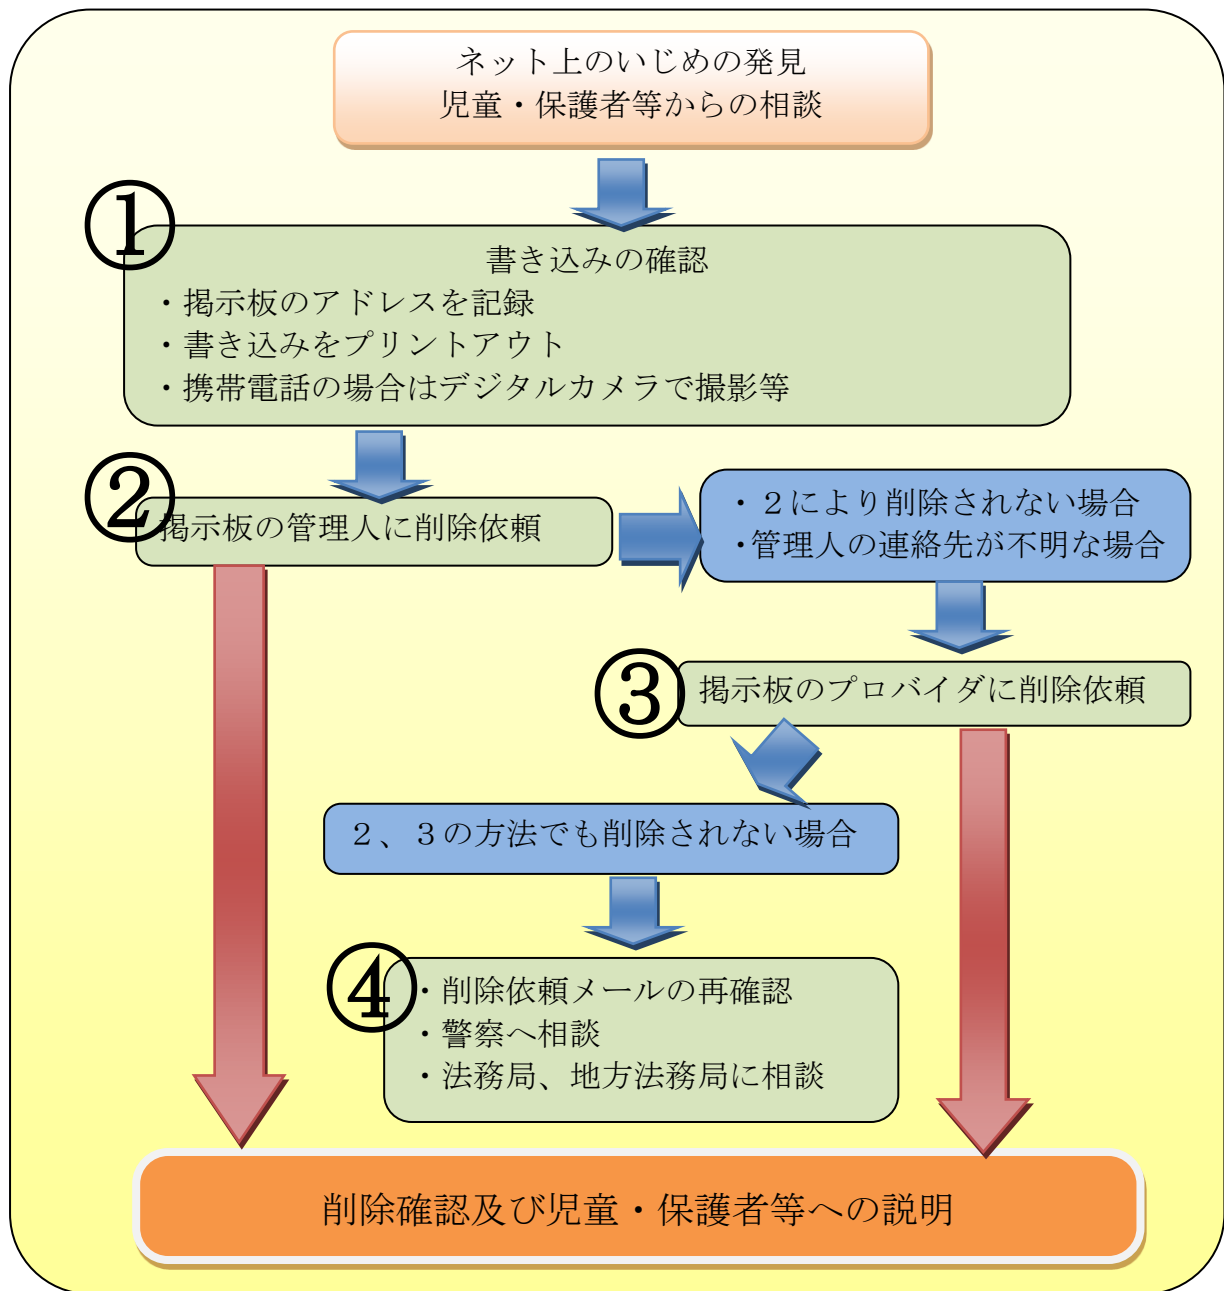 ネット上のいじめの発見
児童・保護者等からの相談
①
書き込みの確認
・掲示板のアドレスを記録
・書き込みをプリントアウト
・携帯電話の場合はデジタルカメラで撮影等
②
掲示板の管理人に削除依頼
・２により削除されない場合
・管理人の連絡先が不明な場合
③
掲示板のプロバイダに削除依頼
２、３の方法でも削除されない場合
④
・削除依頼メールの再確認
・警察へ相談
・法務局、地方法務局に相談
削除確認及び児童・保護者等への説明